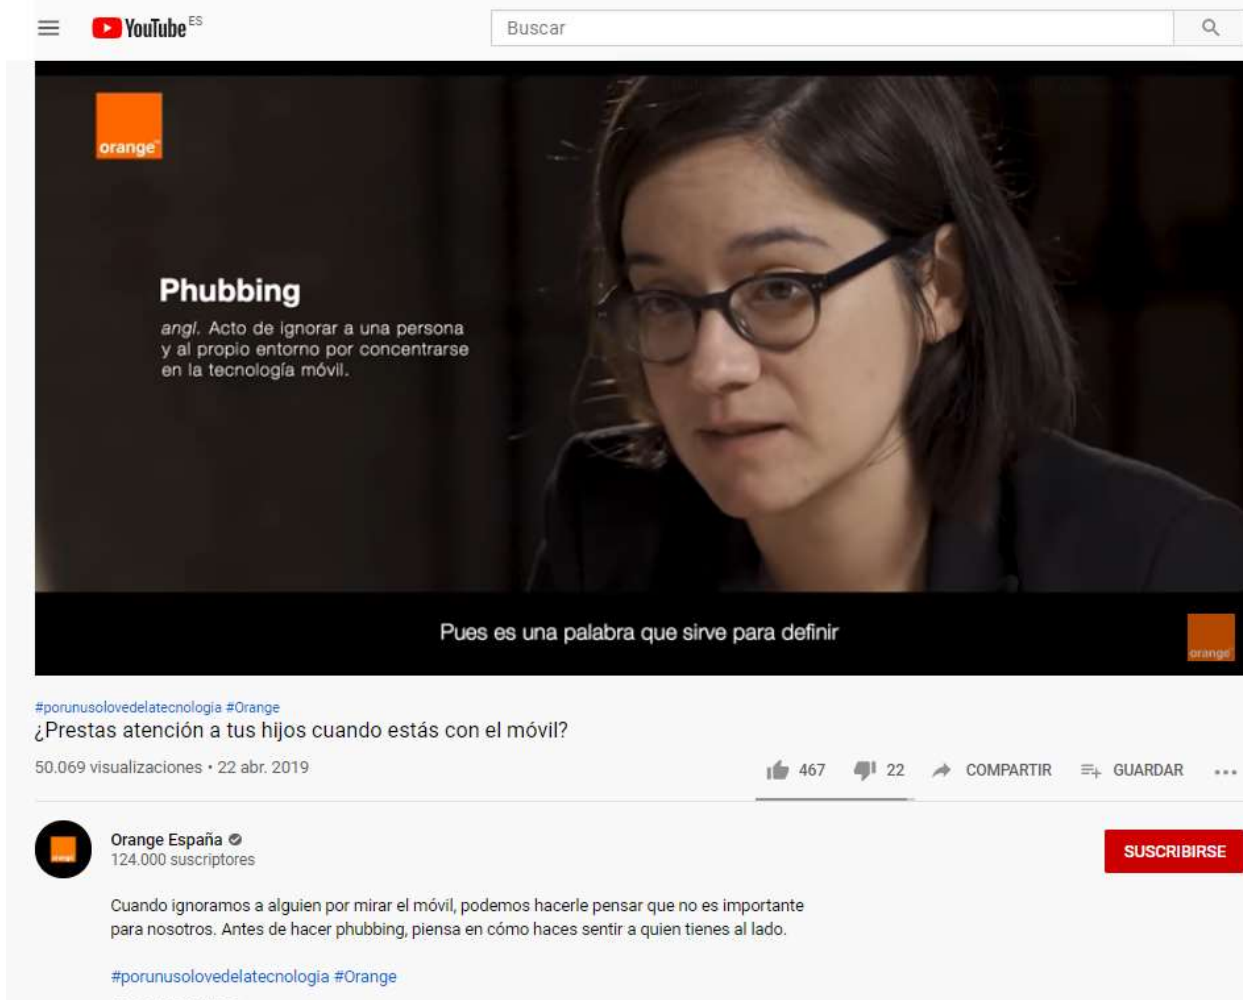 YouTube ES
Buscar
orange™
Phubbing
angl. Acto de ignorar a una persona
y al propio entorno por concentrarse
en la tecnología móvil.
Pues es una palabra que sirve para definir
orange
#porunusolovedelatecnologia #Orange
¿Prestas atención a tus hijos cuando estás con el móvil?
50.069 visualizaciones • 22 abr. 2019
467 22 COMPARTIR GUARDAR
Orange España
124.000 suscriptores
SUSCRIBIRSE
Cuando ignoramos a alguien por mirar el móvil, podemos hacerle pensar que no es importante
para nosotros. Antes de hacer phubbing, piensa en cómo haces sentir a quien tienes al lado.
#porunusolovedelatecnologia #Orange